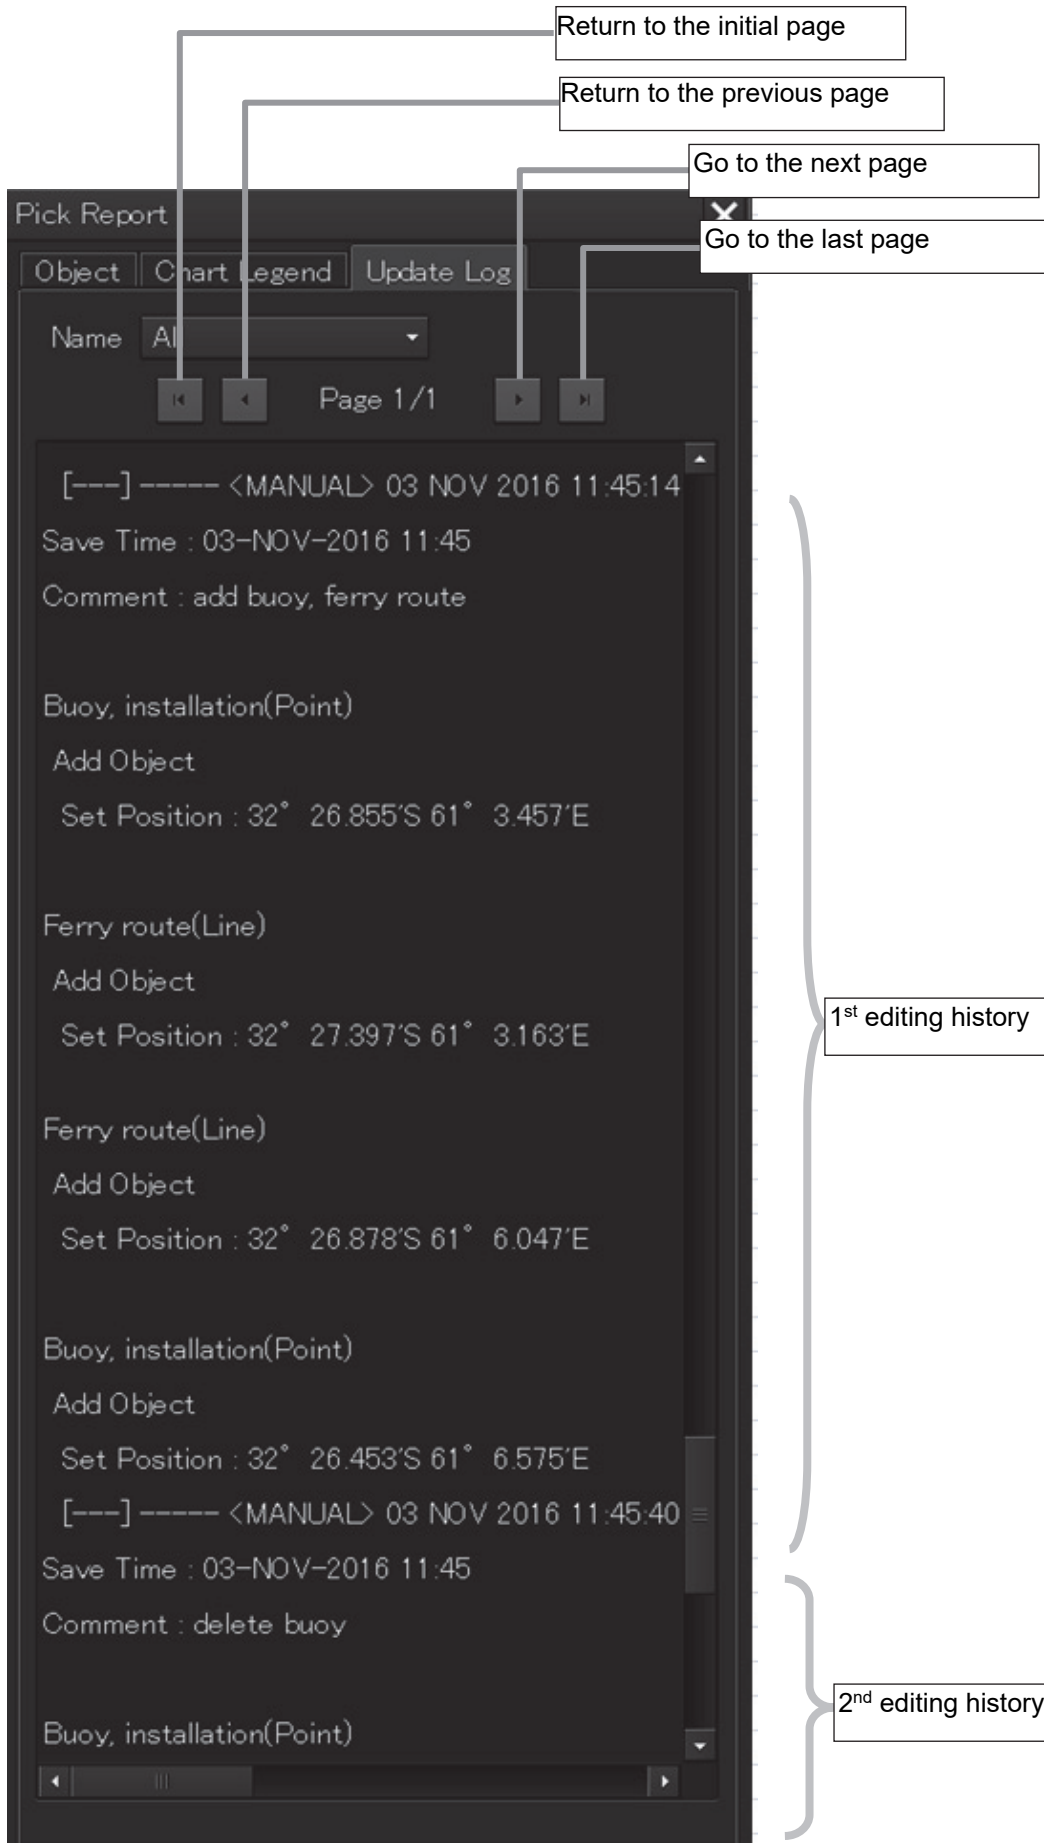 Return to the initial page
Return to the previous page
Go to the next page
Pick Report
Go to the last page
Object Chart Legend Update Log
Name All
Page 1/1
[---] ----- <MANUAL> 03 NOV 2016 11:45:14
Save Time : 03-NOV-2016 11:45
Comment : add buoy, ferry route
Buoy, installation(Point)
Add Object
Set Position : 32° 26.855'S 61° 3.457'E
Ferry route(Line)
Add Object
Set Position : 32° 27.397'S 61° 3.163'E
1st editing history
Ferry route(Line)
Add Object
Set Position : 32° 26.878'S 61° 6.047'E
Buoy, installation(Point)
Add Object
Set Position : 32° 26.453'S 61° 6.575'E
[---] ----- <MANUAL> 03 NOV 2016 11:45:40
Save Time : 03-NOV-2016 11:45
Comment : delete buoy
2nd editing history
Buoy, installation(Point)